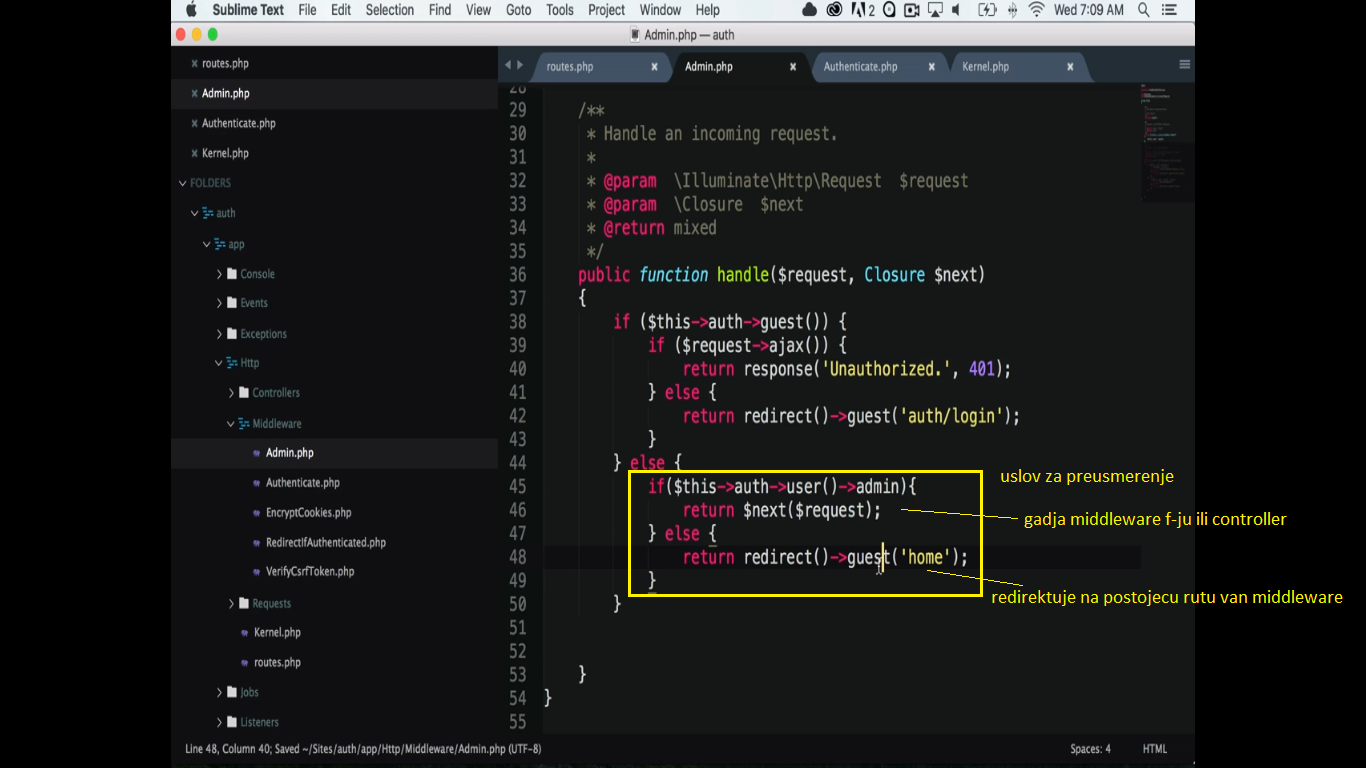 Sublime Text File Edit Selection Find View Goto Tools Project Window Help 2 Wed 7:09 AM
Admin.php — auth
routes.php
Admin.php
Authenticate.php
Kernel.php
FOLDERS
auth
app
Console
Events
Exceptions
Http
Controllers
Middleware
Admin.php
Authenticate.php
EncryptCookies.php
RedirectIfAuthenticated.php
VerifyCsrfToken.php
Requests
Kernel.php
routes.php
Jobs
Listeners
routes.php × Admin.php × Authenticate.php × Kernel.php ×
28
29 /**
30 * Handle an incoming request.
31 *
32 * @param \Illuminate\Http\Request $request
33 * @param \Closure $next
34 * @return mixed
35 */
36 public function handle($request, Closure $next)
37 {
38 if ($this->auth->guest()) {
39 if ($request->ajax()) {
40 return response('Unauthorized.', 401);
41 } else {
42 return redirect()->guest('auth/login');
43 }
44 } else {
45 if($this->auth->user()->admin){
46 return $next($request);
47 } else {
48 return redirect()->guest('home');
49 }
50 }
51
52
53 }
54 }
55
uslov za preusmerenje
gadja middleware f-ju ili controller
redirektuje na postojecu rutu van middleware
Line 48, Column 40; Saved ~/Sites/auth/app/Http/Middleware/Admin.php (UTF-8) Spaces: 4 HTML